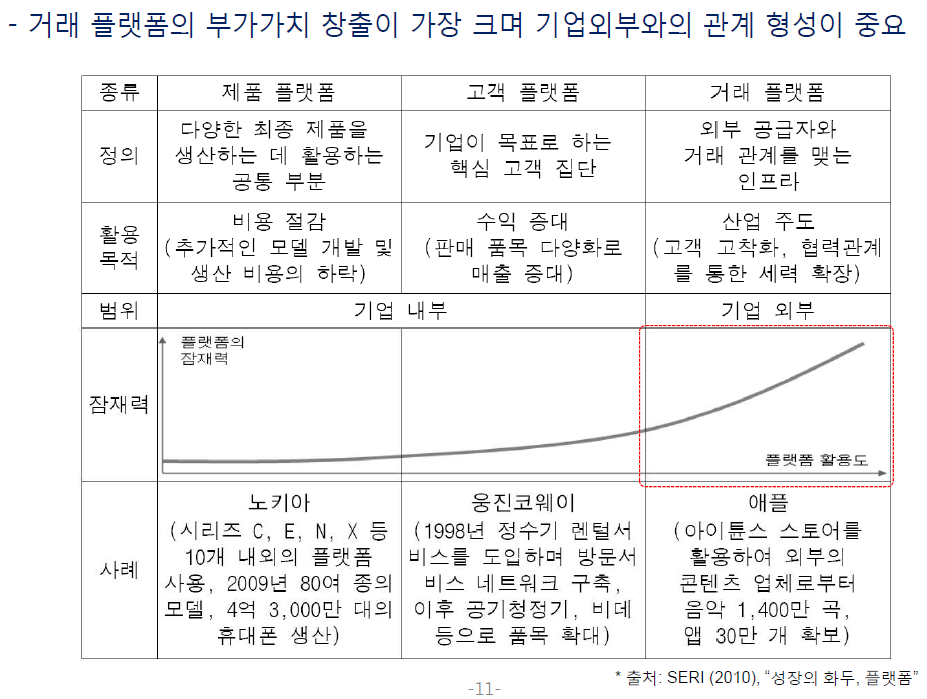 - 거래 플랫폼의 부가가치 창출이 가장 크며 기업외부와의 관계 형성이 중요
종류 제품 플랫폼 고객 플랫폼 거래 플랫폼
정의
다양한 최종 제품을
생산하는 데 활용하는
공통 부분
기업이 목표로 하는
핵심 고객 집단
외부 공급자와
거래 관계를 맺는
인프라
활용
목적
비용 절감
(추가적인 모델 개발 및
생산 비용의 하락)
수익 증대
(판매 품목 다양화로
매출 증대)
산업 주도
(고객 고착화, 협력관계
를 통한 세력 확장)
범위 기업 내부 기업 외부
잠재력
플랫폼의
잠재력
플랫폼 활용도
사례
노키아
(시리즈 C, E, N, X 등
10개 내외의 플랫폼
사용, 2009년 80여 종의
모델, 4억 3,000만 대의
휴대폰 생산)
웅진코웨이
(1998년 정수기 렌털서
비스를 도입하며 방문서
비스 네트워크 구축,
이후 공기청정기, 비데
등으로 품목 확대)
애플
(아이튠스 스토어를
활용하여 외부의
콘텐츠 업체로부터
음악 1,400만 곡,
앱 30만 개 확보)
* 출처: SERI (2010), “성장의 화두, 플랫폼”
-11-